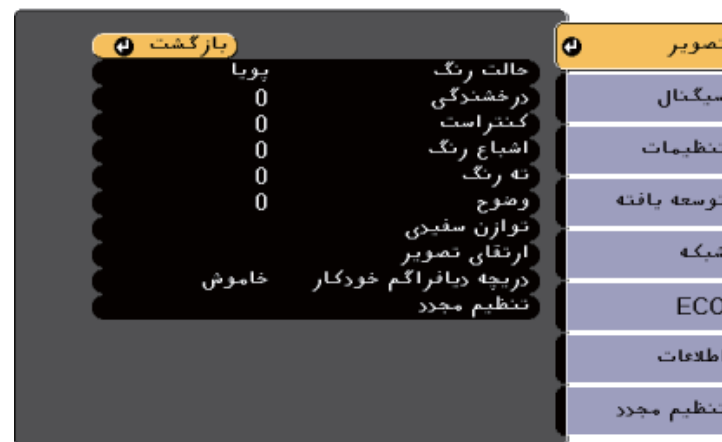 بازگشت
حالت رنگ پویا
درخشندگی 0
کنتراست 0
اشباع رنگ 0
ته رنگ 0
وضوح 0
توازن سفیدی
ارتقای تصویر
دریچه دیافراگم خودکار خاموش
تنظیم مجدد
تصویر
سیگنال
تنظیمات
توسعه یافته
شبکه
ECO
اطلاعات
تنظیم مجدد